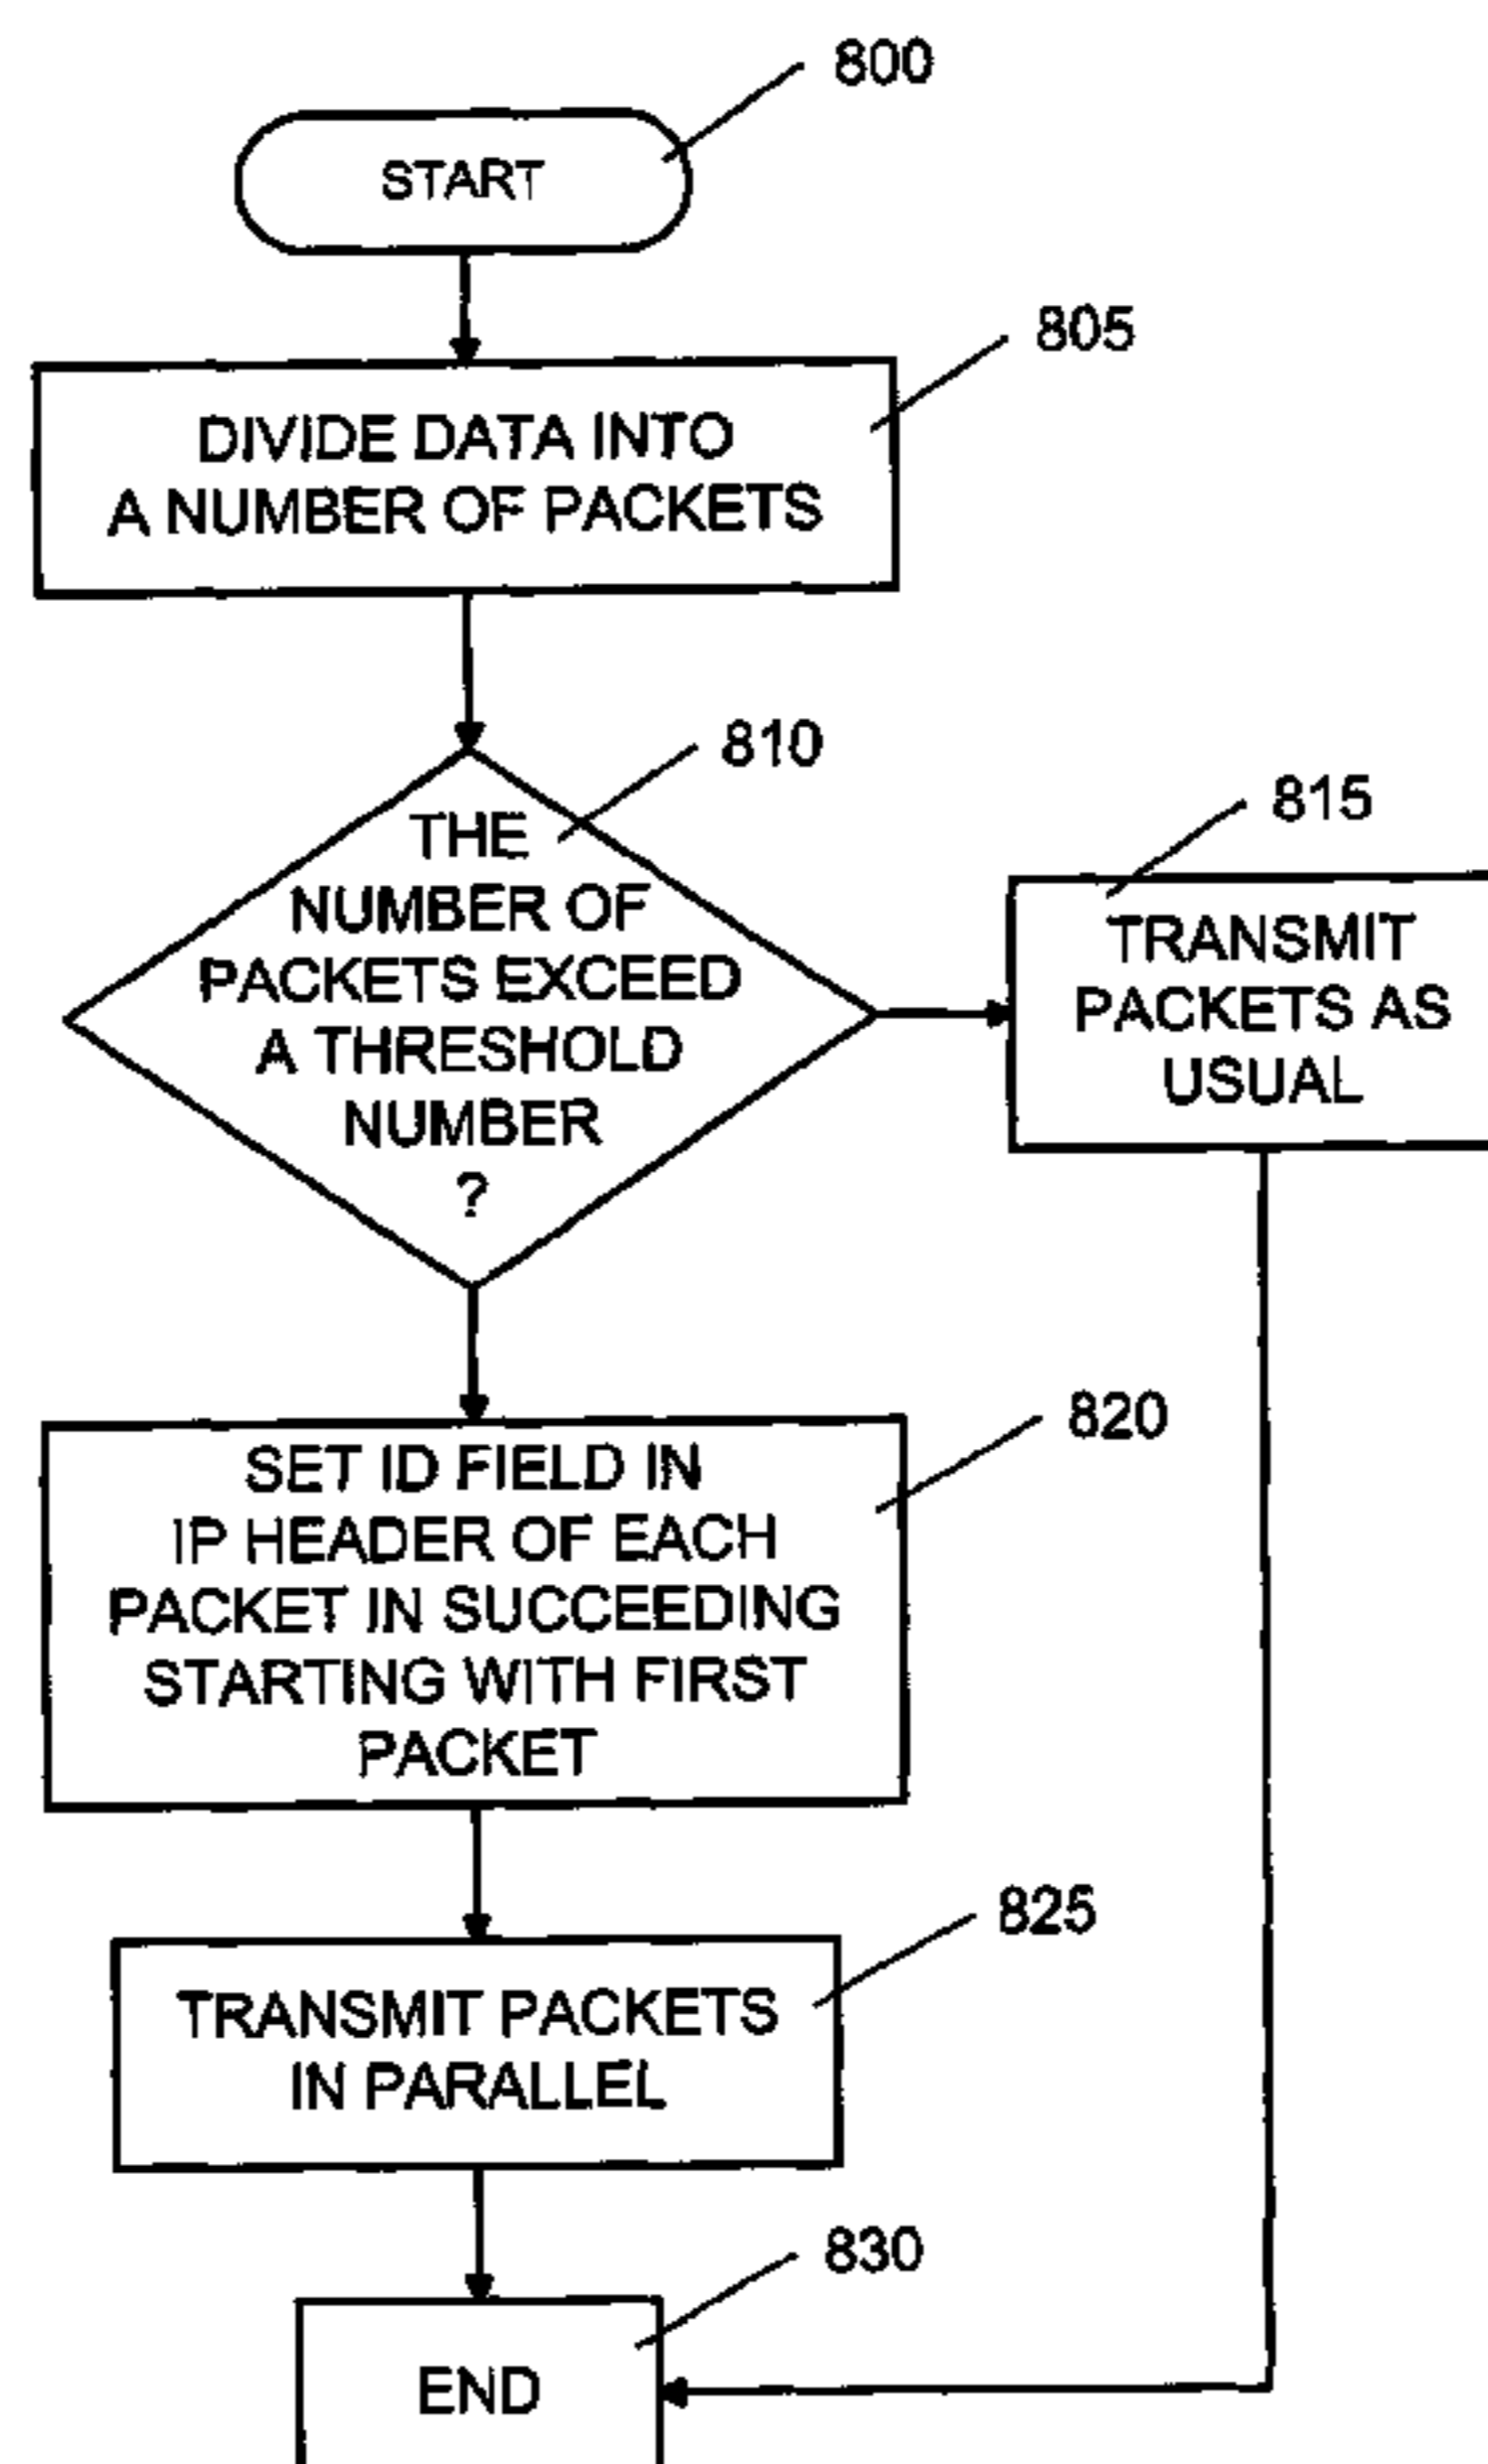 800
START
805
DIVIDE DATA INTO
A NUMBER OF PACKETS
810
THE
NUMBER OF
PACKETS EXCEED
A THRESHOLD
NUMBER
?
815
TRANSMIT
PACKETS AS
USUAL
820
SET ID FIELD IN
IP HEADER OF EACH
PACKET IN SUCCEEDING
STARTING WITH FIRST
PACKET
825
TRANSMIT PACKETS
IN PARALLEL
830
END